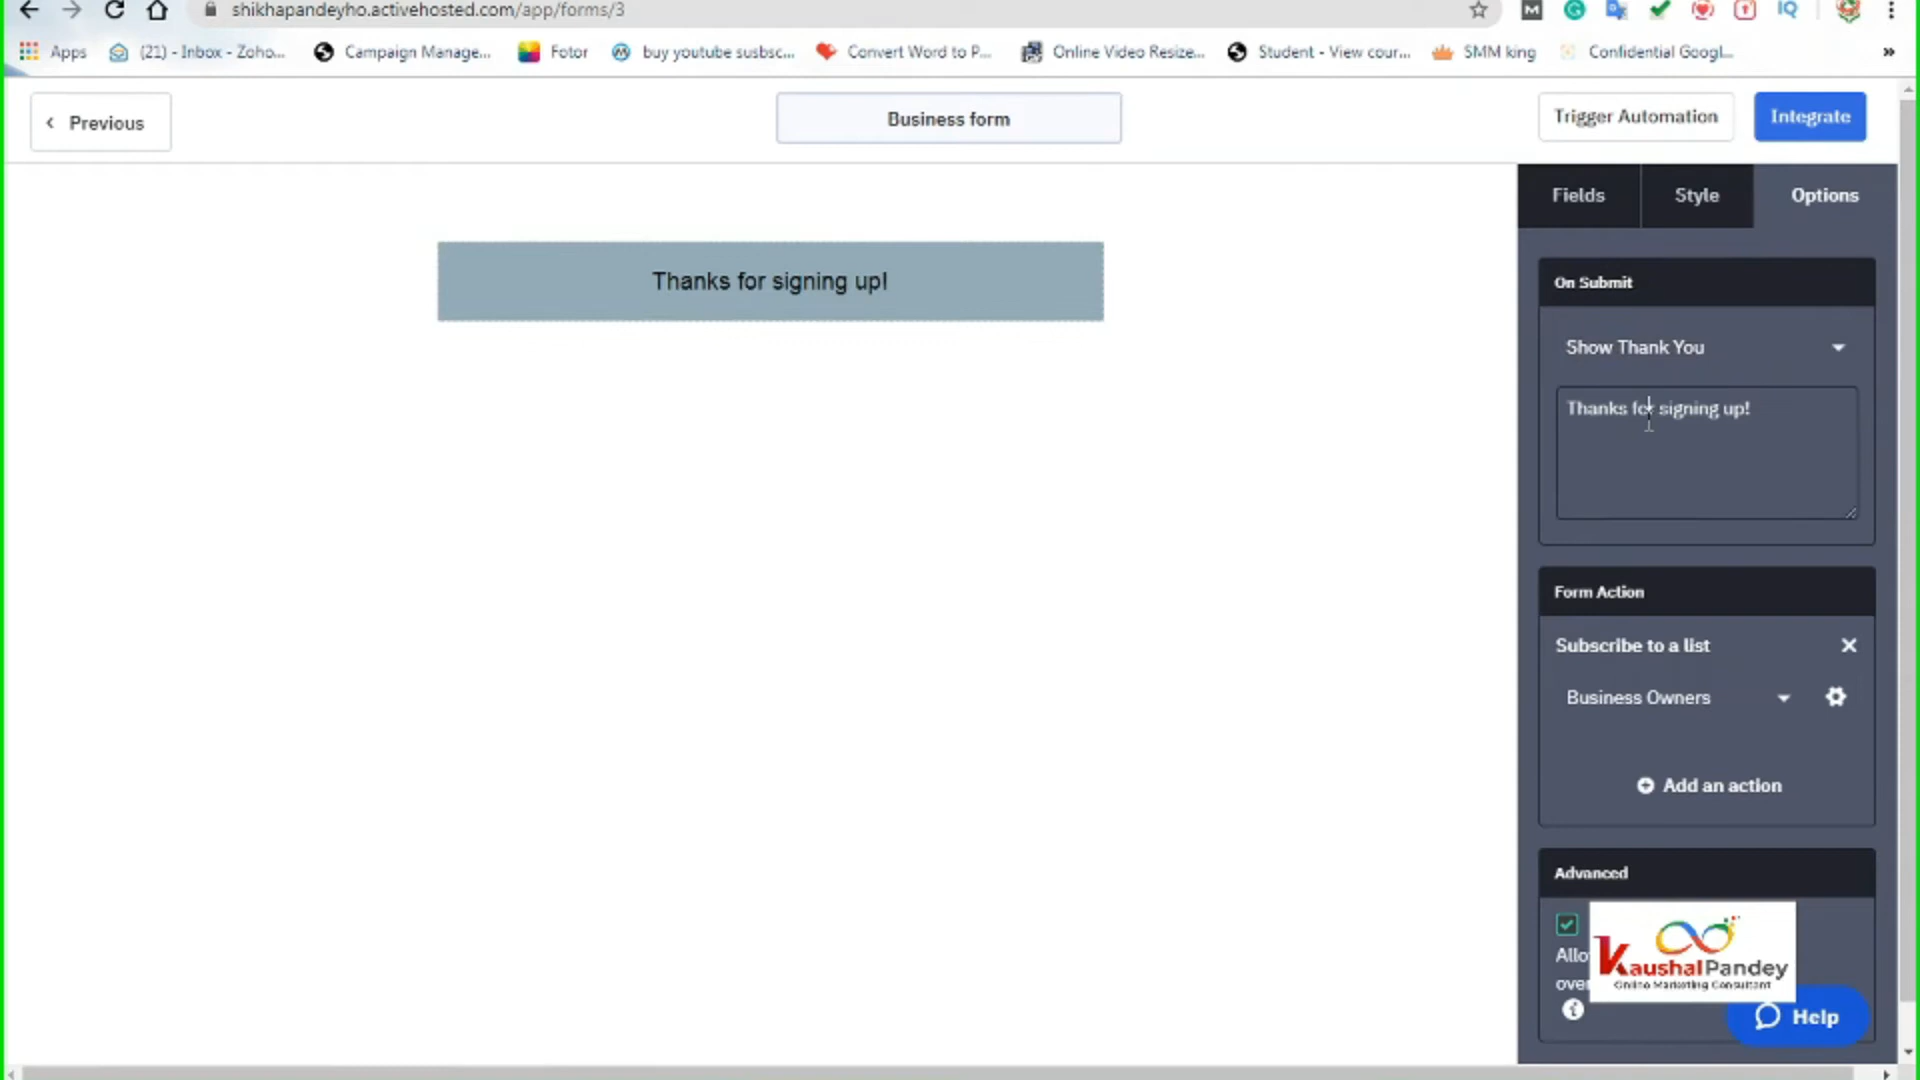 shikhapandeyho.activehosted.com/app/forms/3
Apps
(21) - Inbox - Zoho...
Campaign Manage...
Fotor
buy youtube susbsc...
Convert Word to P...
Online Video Resize...
Student - View cour...
SMM king
Confidential Googl...
»
Previous
Business form
Trigger Automation
Integrate
Fields
Style
Options
Thanks for signing up!
On Submit
Show Thank You
Thanks for signing up!
Form Action
Subscribe to a list
Business Owners
Add an action
Advanced
KaushalPandey
Online Marketing Consultant
Help